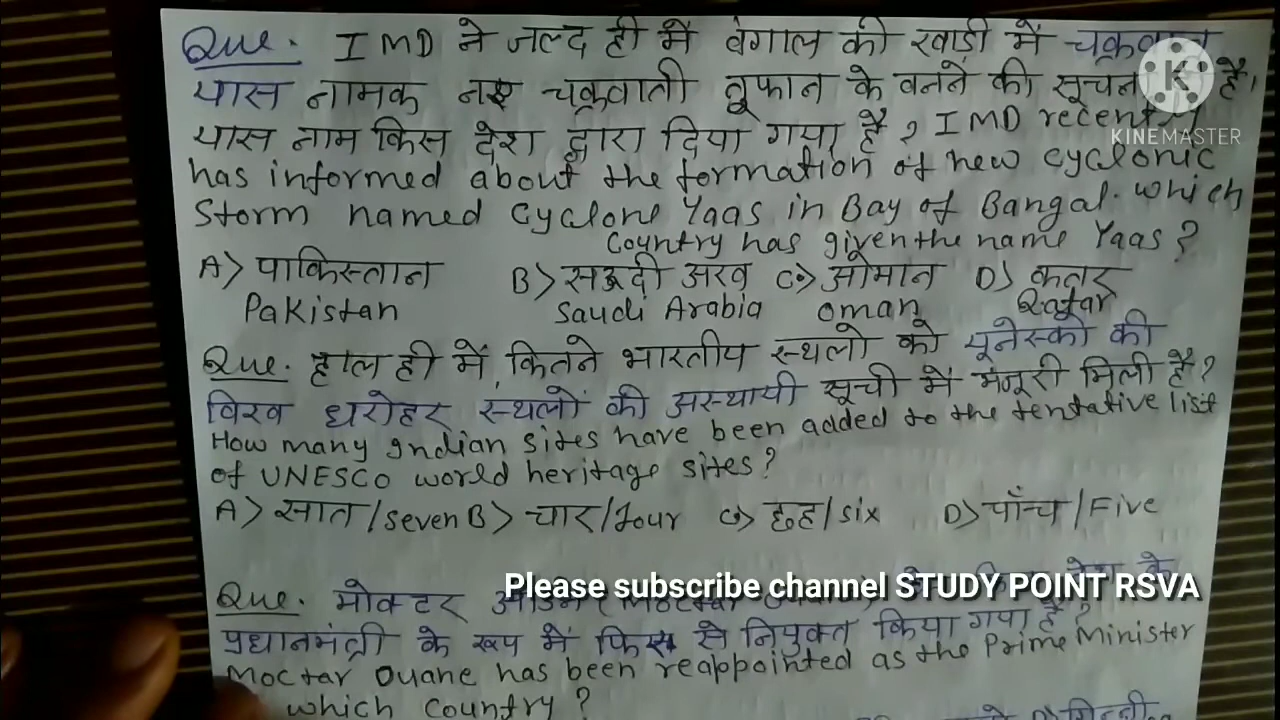 Que. IMD ने जल्द ही में बंगाल की खाडी में चक्रवात
यास नामक नए चक्रवाती तूफान के बनने की सूचना है।
यास नाम किस देश द्वारा दिया गया है? IMD recently
has informed about the formation of new cyclonic
Storm named Cyclone Yaas in Bay of Bangal. which
Country has given the name Yaas?
A) पाकिस्तान B) सऊदी अरब C) ओमान D) कतर
Pakistan Saudi Arabia Oman Qatar
Que. हाल ही में, कितने भारतीय स्थलो को यूनेस्को की
विश्व धरोहर स्थलों की अस्थायी सूची में मंजूरी मिली है?
How many Indian sites have been added to the tentative list
of UNESCO world heritage sites?
A) सात/seven B) चार/four C) छह/six D) पाँच/Five
Que. मोक्टर
प्रधानमंत्री के रूप में फिर से नियुक्त किया गया है?
Moctar Ouane has been reappointed as the Prime Minister
which Country?
K
KINEMASTER
Please subscribe channel STUDY POINT RSVA